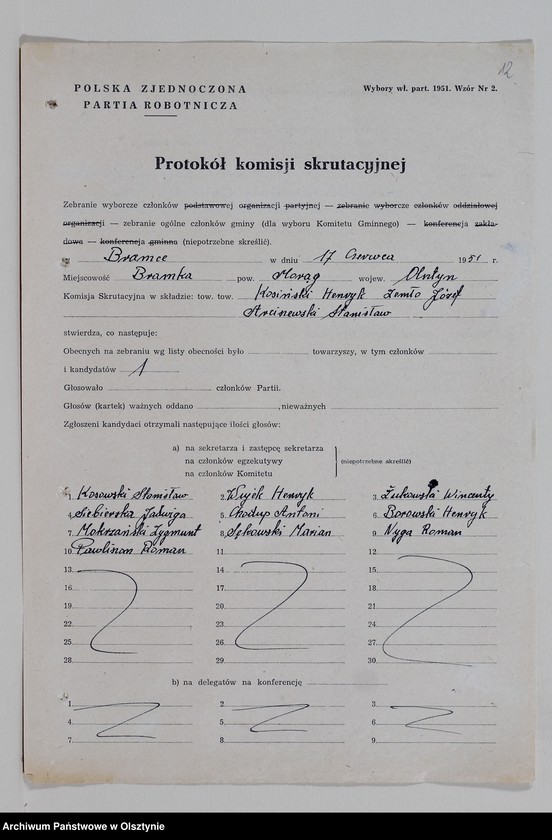 12
POLSKA ZJEDNOCZONA
PARTIA ROBOTNICZA
Wybory wł. part. 1951. Wzór Nr 2.
Protokół komisji skrutacyjnej
Zebranie wyborcze członków podstawowej organizacji partyjnej — zebranie wyborcze członków oddziałowej
organizacji — zebranie ogólne członków gminy (dla wyboru Komitetu Gminnego) — konferencja zakła-
dowa — konferencja gminna (niepotrzebne skreślić).
w Bramce w dniu 17 Czerwca 1951 r.
Miejscowość Bramka pow. Morąg wojew. Olsztyn
Komisja Skrutacyjna w składzie: tow. tow. Kosiński Henryk Zemło Józef
Stanisław
stwierdza, co następuje:
Obecnych na zebraniu wg listy obecności było towarzyszy, w tym członków
i kandydatów 1
Głosowało członków Partii.
Głosów (kartek) ważnych oddano , nieważnych
Zgłoszeni kandydaci otrzymali następujące ilości głosów:
a) na sekretarza i zastępcę sekretarza
na członków egzekutywy (niepotrzebne skreślić)
na członków Komitetu
1. Kosowski Stanisław 2. Wujek Henryk 3. Żukowski Wincenty
4. Siebierska Jadwiga 5. Chodup Antoni 6. Borowski Henryk
7. Mokrzański Zygmunt 8. Sękowski Marian 9. Nyga Roman
10. Roman 11. 12.
13. 14. 15.
16. 17. 18.
19. 20. 21.
22. 23. 24.
25. 26. 27.
28. 29. 30.
b) na delegatów na konferencję
1. 2. 3.
4. 5. 6.
7. 8. 9.
Archiwum Państwowe w Olsztynie